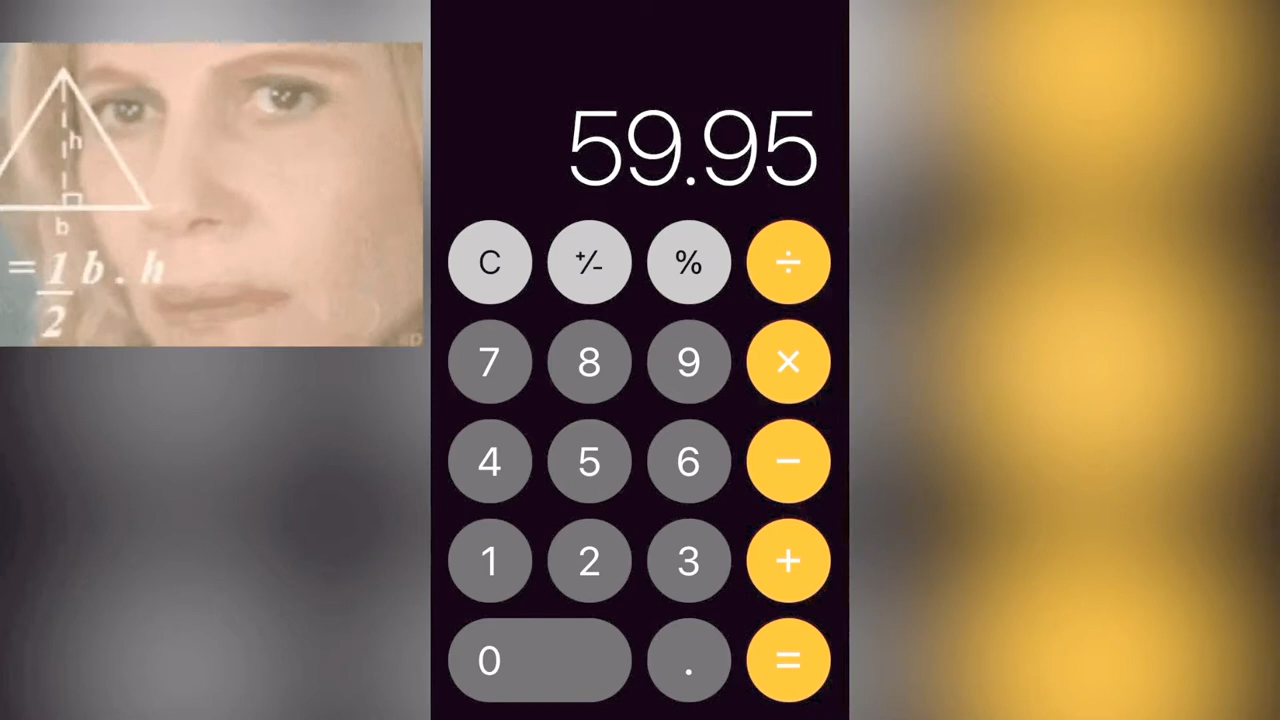 h
b
= 1/2 b . h
59.95
C +/- % ÷
7 8 9 ×
4 5 6 −
1 2 3 +
0 . =